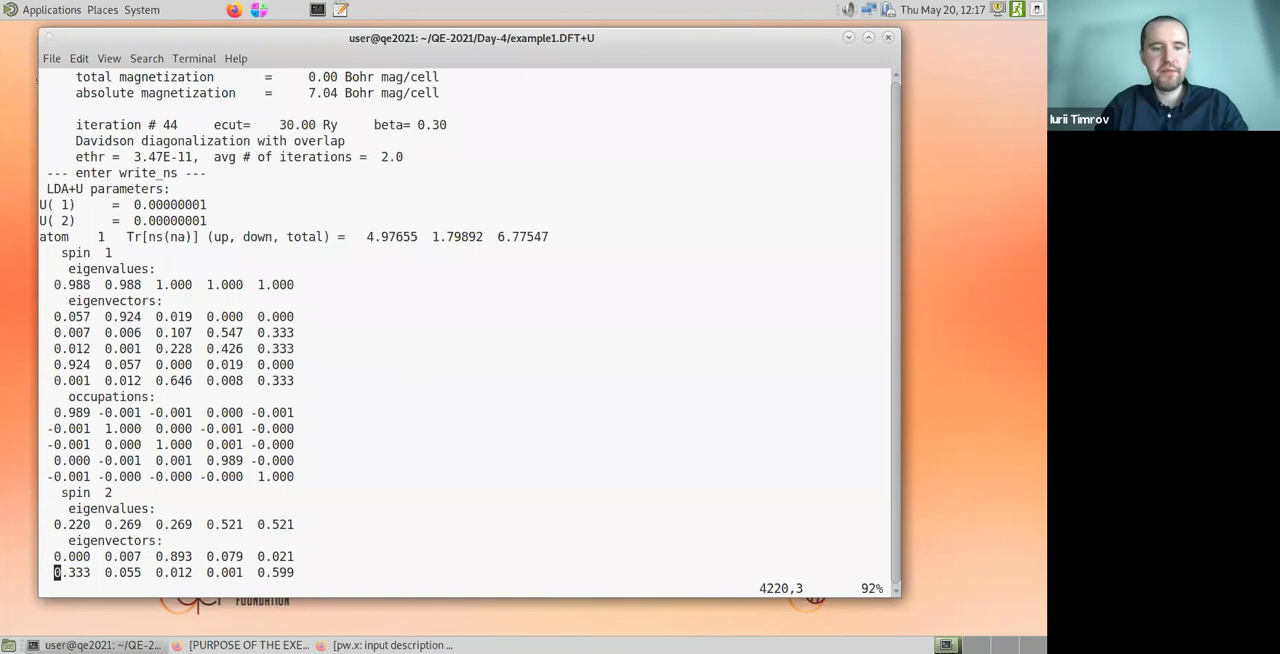 Applications Places System
Thu May 20, 12:17
user@qe2021: ~/QE-2021/Day-4/example1.DFT+U
File Edit View Search Terminal Help
total magnetization = 0.00 Bohr mag/cell
absolute magnetization = 7.04 Bohr mag/cell
iteration # 44 ecut= 30.00 Ry beta= 0.30
Davidson diagonalization with overlap
ethr = 3.47E-11, avg # of iterations = 2.0
--- enter write_ns ---
LDA+U parameters:
U( 1) = 0.00000001
U( 2) = 0.00000001
atom 1 Tr[ns(na)] (up, down, total) = 4.97655 1.79892 6.77547
spin 1
eigenvalues:
0.988 0.988 1.000 1.000 1.000
eigenvectors:
0.057 0.924 0.019 0.000 0.000
0.007 0.006 0.107 0.547 0.333
0.012 0.001 0.228 0.426 0.333
0.924 0.057 0.000 0.019 0.000
0.001 0.012 0.646 0.008 0.333
occupations:
0.989 -0.001 -0.001 0.000 -0.001
-0.001 1.000 0.000 -0.001 -0.000
-0.001 0.000 1.000 0.001 -0.000
0.000 -0.001 0.001 0.989 -0.000
-0.001 -0.000 -0.000 -0.000 1.000
spin 2
eigenvalues:
0.220 0.269 0.269 0.521 0.521
eigenvectors:
0.000 0.007 0.893 0.079 0.021
0.333 0.055 0.012 0.001 0.599
4220,3 92%
FOUNDATION
user@qe2021: ~/QE-2... [PURPOSE OF THE EXE... [pw.x: input description ...
Iurii Timrov